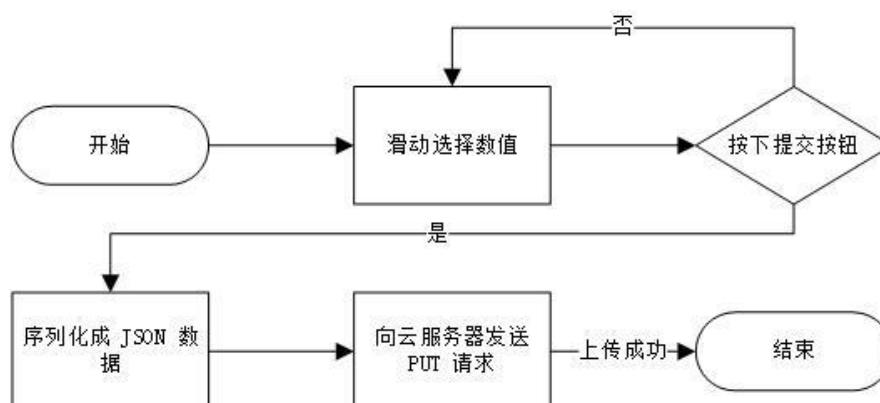 否
开始
滑动选择数值
按下提交按钮
是
序列化成 JSON 数
据
向云服务器发送
PUT 请求
上传成功
结束